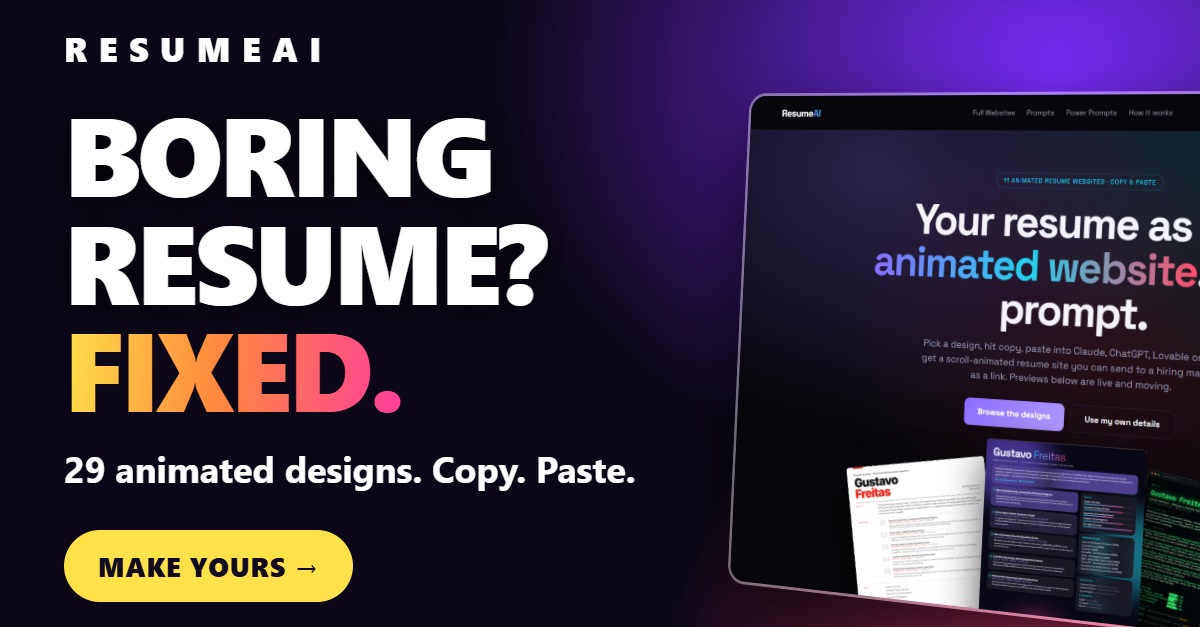 RESUMEAI
BORING
RESUME?
FIXED.
29 animated designs. Copy. Paste.
MAKE YOURS →
ResumeAI
Full Websites
Prompts
Power Prompts
How it works
11 ANIMATED RESUME WEBSITES · COPY & PASTE
Your resume as
animated website.
prompt.
Pick a design, hit copy, paste into Claude, ChatGPT, Lovable
get a scroll-animated resume site you can send to a hiring
as a link. Previews below are live and moving.
Browse the designs
Use my own details
Gustavo
Freitas
Gustavo Freitas
Gustavo